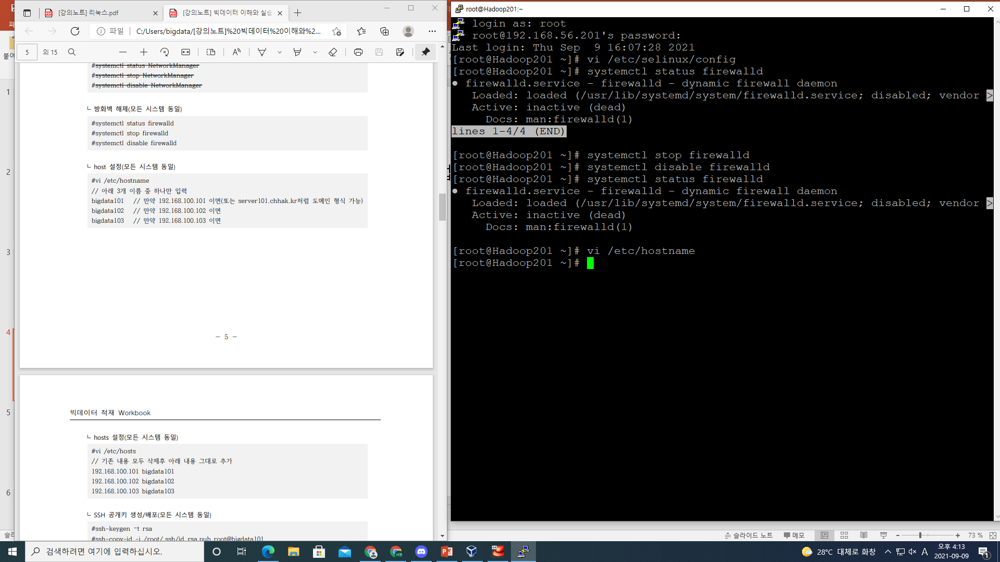 [강의노트] 리눅스.pdf
[강의노트] 빅데이터 이해와 실습
파일
C:/Users/bigdata/[강의노트]%20빅데이터%20이해와%2...
5
의 15
#systemctl status NetworkManager
#systemctl stop NetworkManager
#systemctl disable NetworkManager
ㄴ 방화벽 해제(모든 시스템 동일)
#systemctl status firewalld
#systemctl stop firewalld
#systemctl disable firewalld
ㄴ host 설정(모든 시스템 동일)
#vi /etc/hostname
// 아래 3개 이름 중 하나만 입력
bigdata101 // 만약 192.168.100.101 이면(또는 server101.chhak.kr처럼 도메인 형식 가능)
bigdata102 // 만약 192.168.100.102 이면
bigdata103 // 만약 192.168.100.103 이면
- 5 -
빅데이터 적재 Workbook
ㄴ hosts 설정(모든 시스템 동일)
#vi /etc/hosts
// 기존 내용 모두 삭제후 아래 내용 그대로 추가
192.168.100.101 bigdata101
192.168.100.102 bigdata102
192.168.100.103 bigdata103
ㄴ SSH 공개키 생성/배포(모든 시스템 동일)
#ssh-keygen -t rsa
#ssh-copy-id -i /root/.ssh/id_rsa.pub root@bigdata101
1
2
3
4
5
6
root@Hadoop201:~
login as: root
root@192.168.56.201's password:
Last login: Thu Sep  9 16:07:28 2021
[root@Hadoop201 ~]# vi /etc/selinux/config
[root@Hadoop201 ~]# systemctl status firewalld
● firewalld.service - firewalld - dynamic firewall daemon
Loaded: loaded (/usr/lib/systemd/system/firewalld.service; disabled; vendor >
Active: inactive (dead)
Docs: man:firewalld(1)
lines 1-4/4 (END)
[root@Hadoop201 ~]# systemctl stop firewalld
[root@Hadoop201 ~]# systemctl disable firewalld
[root@Hadoop201 ~]# systemctl status firewalld
● firewalld.service - firewalld - dynamic firewall daemon
Loaded: loaded (/usr/lib/systemd/system/firewalld.service; disabled; vendor >
Active: inactive (dead)
Docs: man:firewalld(1)
[root@Hadoop201 ~]# vi /etc/hostname
[root@Hadoop201 ~]#
슬라이드 노트
메모
73 %
검색하려면 여기에 입력하십시오.
28°C 대체로 화창
A
오후 4:13
2021-09-09
1